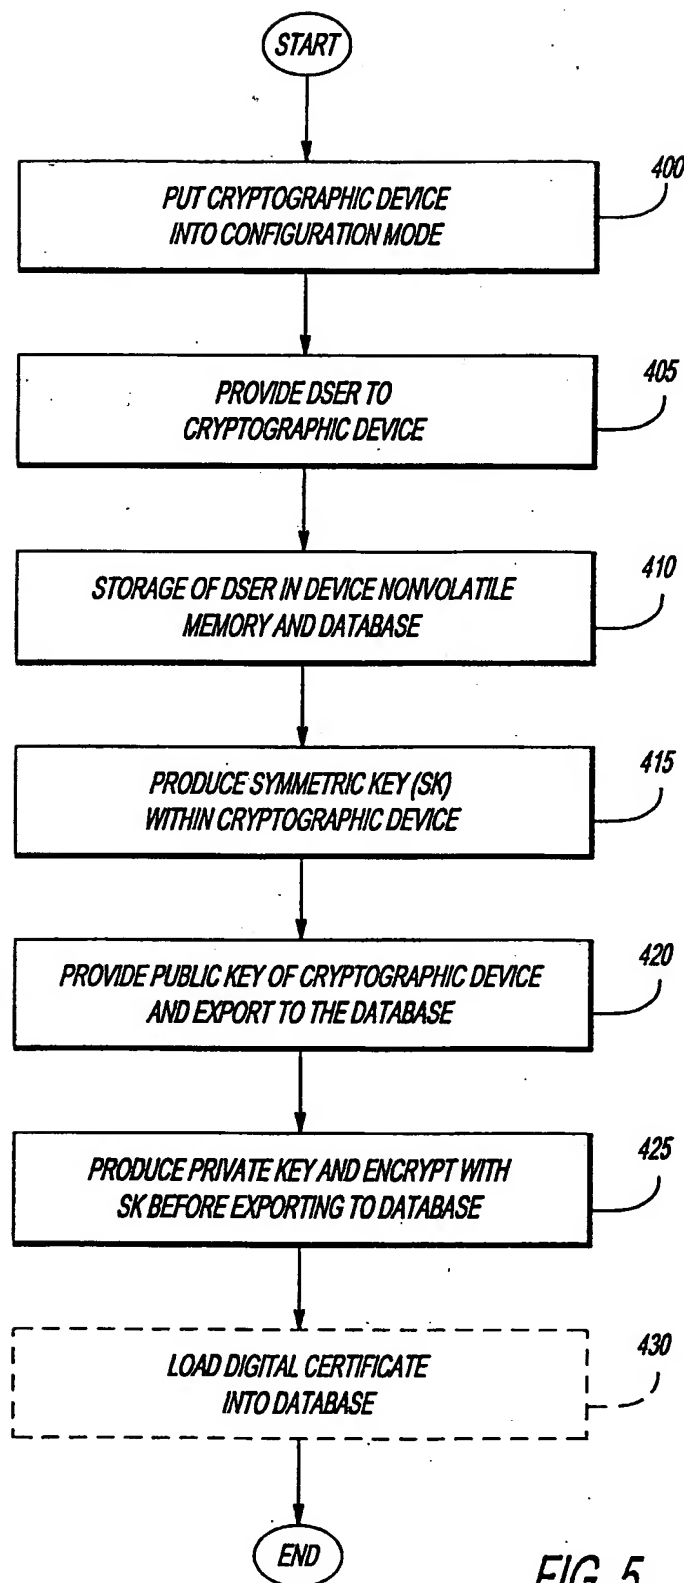 START
400
PUT CRYPTOGRAPHIC DEVICE
INTO CONFIGURATION MODE
405
PROVIDE DSER TO
CRYPTOGRAPHIC DEVICE
410
STORAGE OF DSER IN DEVICE NONVOLATILE
MEMORY AND DATABASE
415
PRODUCE SYMMETRIC KEY (SK)
WITHIN CRYPTOGRAPHIC DEVICE
420
PROVIDE PUBLIC KEY OF CRYPTOGRAPHIC DEVICE
AND EXPORT TO THE DATABASE
425
PRODUCE PRIVATE KEY AND ENCRYPT WITH
SK BEFORE EXPORTING TO DATABASE
430
LOAD DIGITAL CERTIFICATE
INTO DATABASE
END
FIG. 5